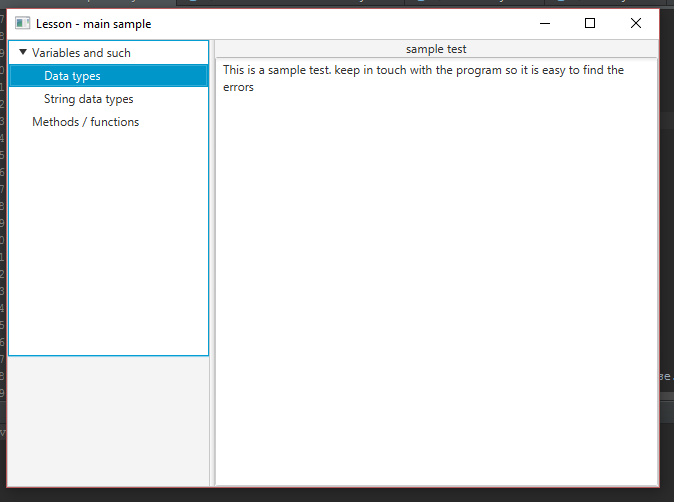 Lesson - main sample
Variables and such
Data types
String data types
Methods / functions
sample test
This is a sample test. keep in touch with the program so it is easy to find the
errors